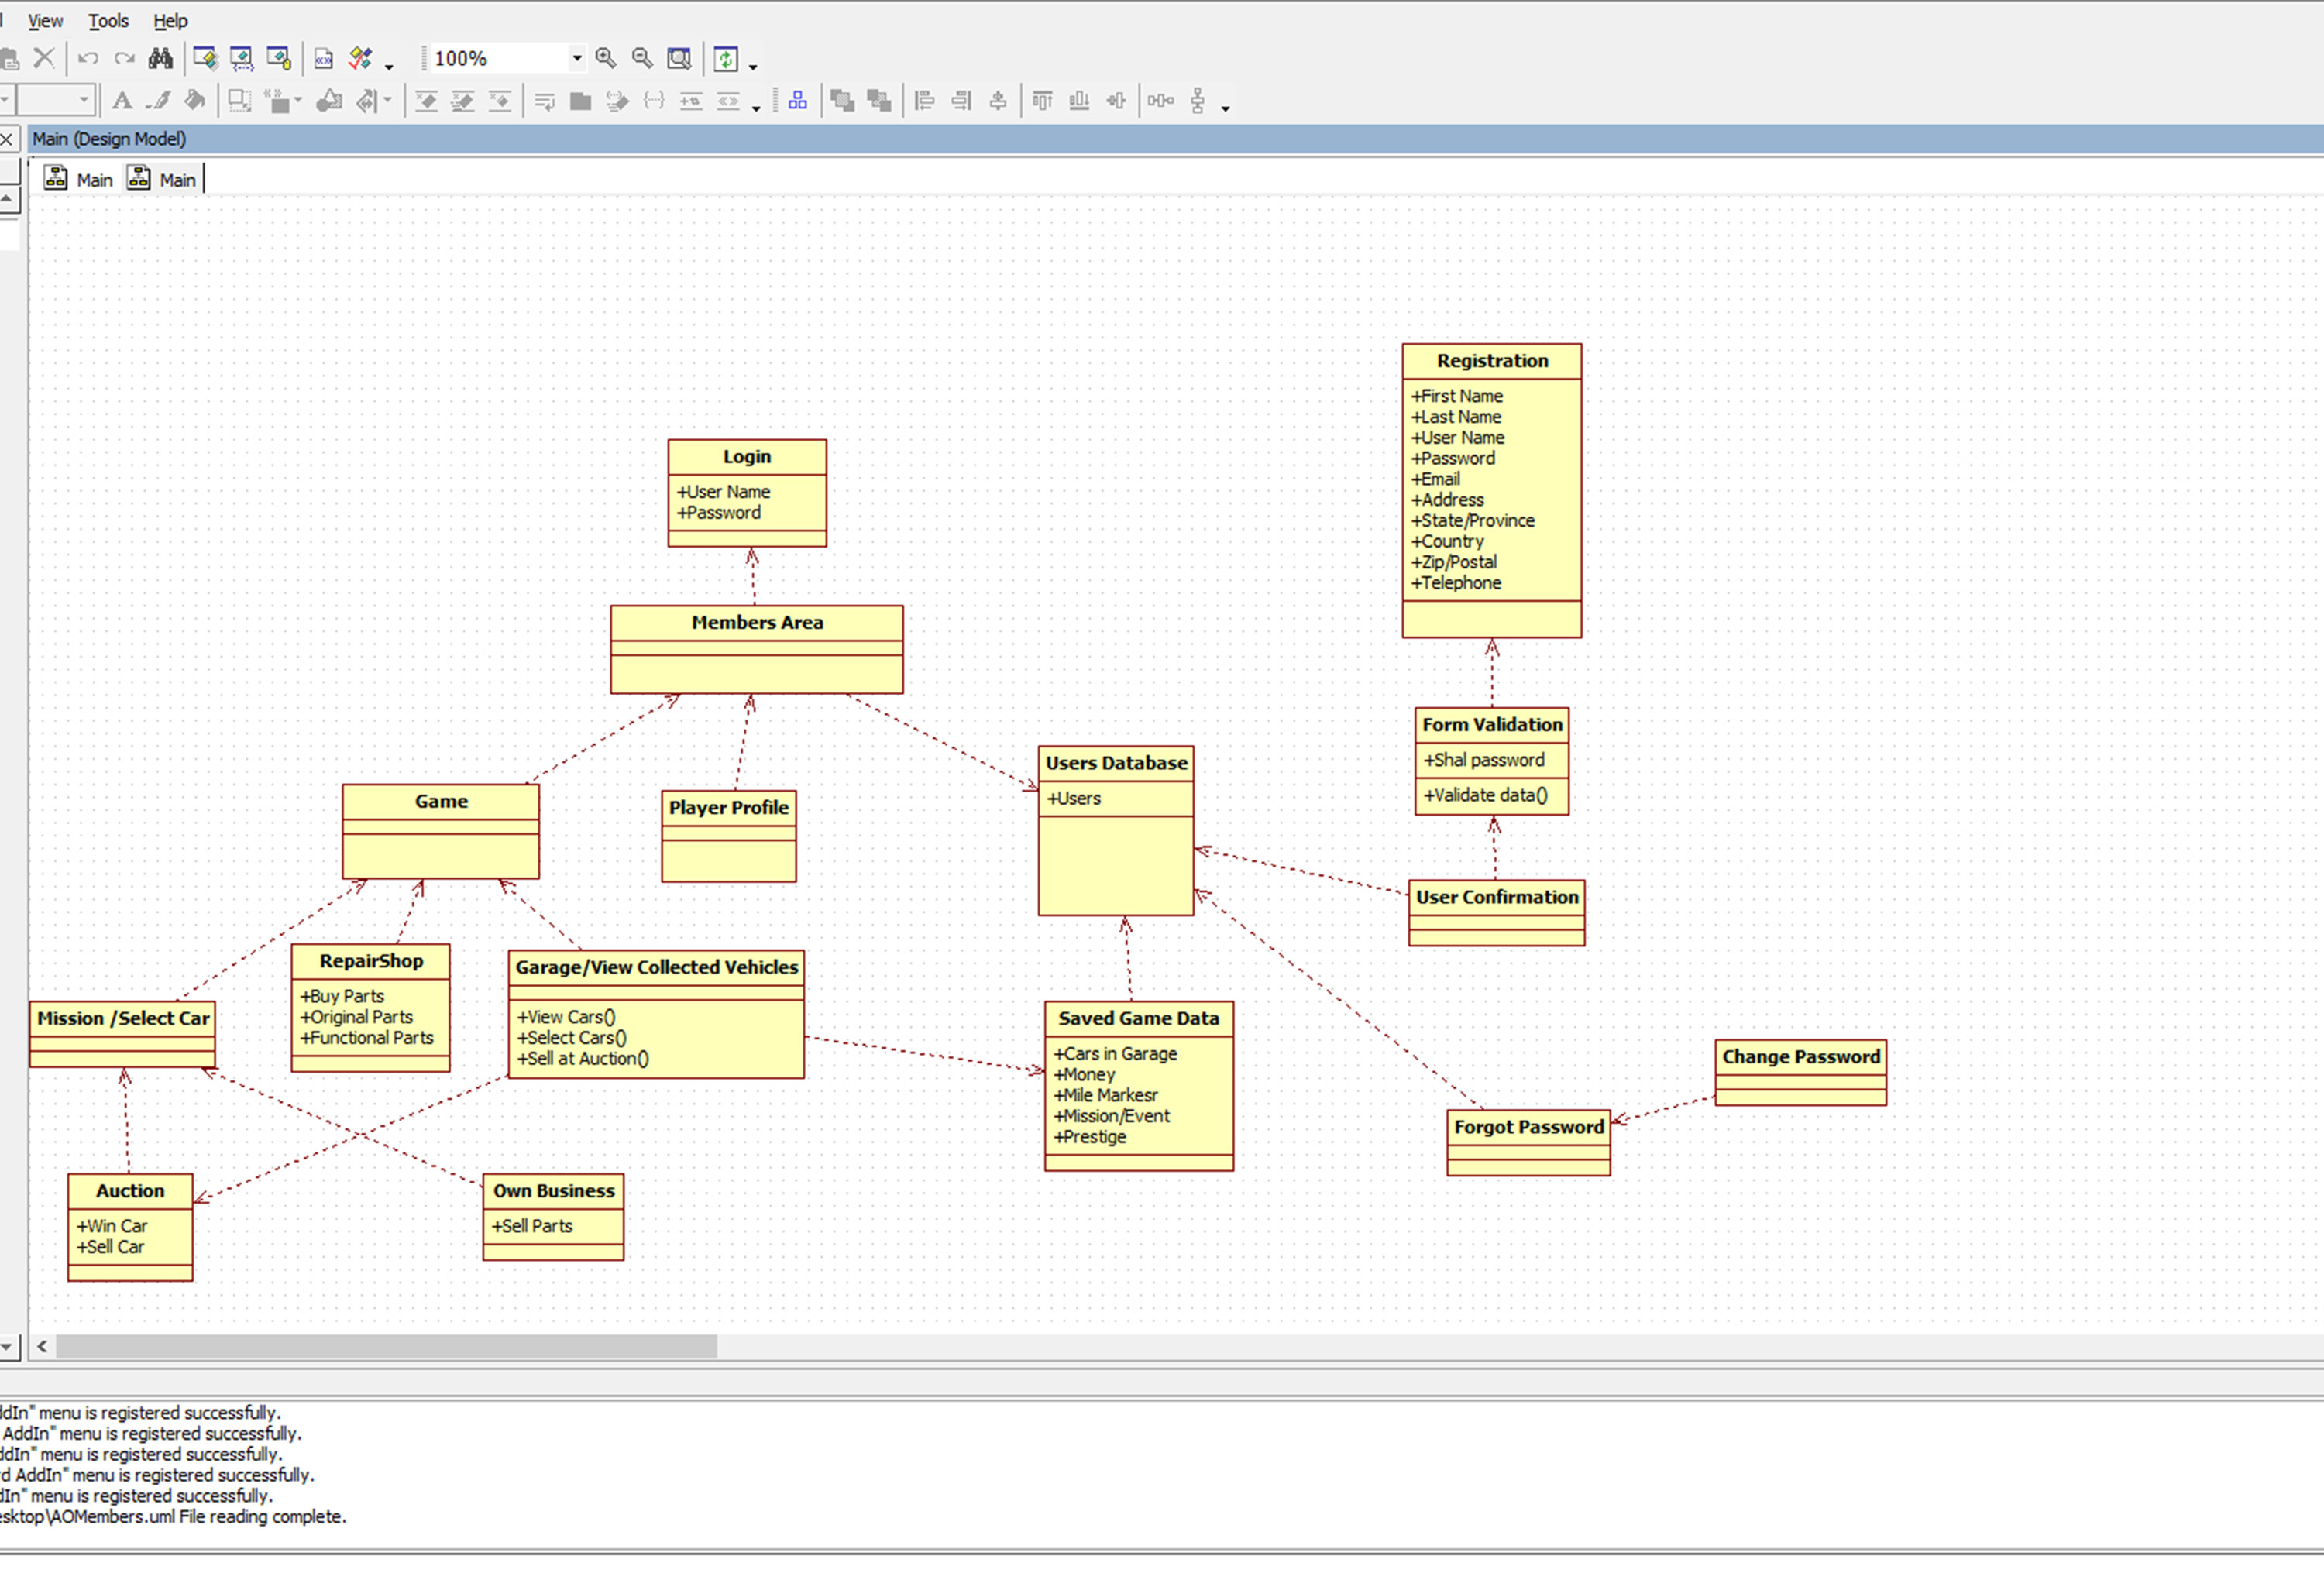 View Tools Help
100%
Main (Design Model)
Main Main
Registration
+First Name
+Last Name
+User Name
+Password
+Email
+Address
+State/Province
+Country
+Zip/Postal
+Telephone
Login
+User Name
+Password
Members Area
Form Validation
+Shal password
+Validate data()
Users Database
+Users
Game
Player Profile
User Confirmation
RepairShop
+Buy Parts
+Original Parts
+Functional Parts
Garage/View Collected Vehicles
+View Cars()
+Select Cars()
+Sell at Auction()
Mission /Select Car
Saved Game Data
+Cars in Garage
+Money
+Mile Markesr
+Mission/Event
+Prestige
Change Password
Forgot Password
Auction
+Win Car
+Sell Car
Own Business
+Sell Parts
ddIn" menu is registered successfully.
AddIn" menu is registered successfully.
ddIn" menu is registered successfully.
d AddIn" menu is registered successfully.
dIn" menu is registered successfully.
esktop\AOMembers.uml File reading complete.